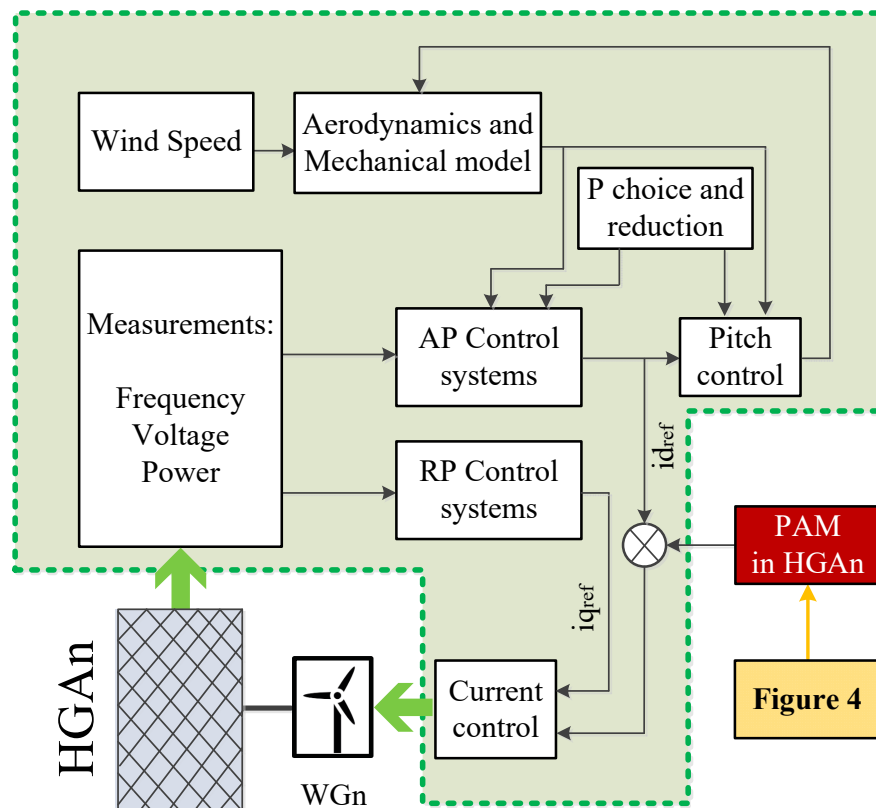 Wind Speed
Aerodynamics and
Mechanical model
P choice and
reduction
Measurements:
Frequency
Voltage
Power
AP Control
systems
Pitch
control
RP Control
systems
idref
iqref
PAM
in HGAn
Figure 4
Current
control
HGAn
WGn